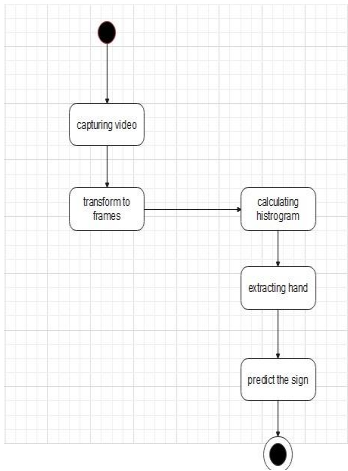 capturing video
transform to
frames
calculating
histrogram
extracting hand
predict the sign